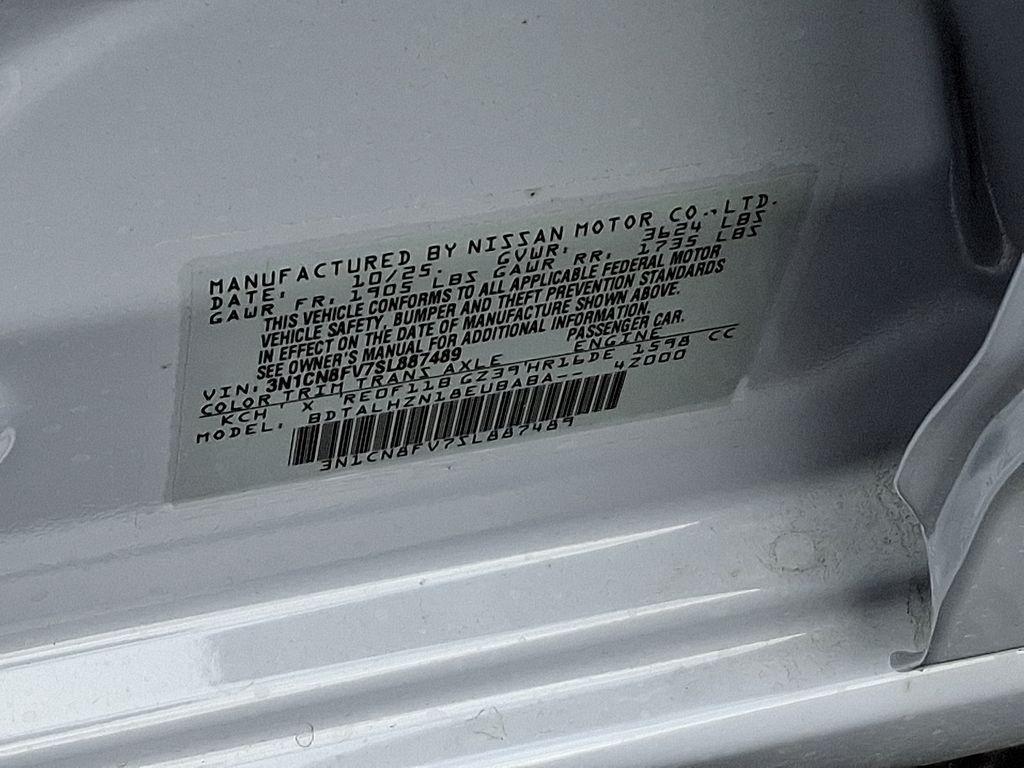 MANUFACTURED BY NISSAN MOTOR CO., LTD.
DATE: 10/25. GVWR: 3624 LBS
GAWR FR. 1905 LBS GAWR RR: 1735 LBS
THIS VEHICLE CONFORMS TO ALL APPLICABLE FEDERAL MOTOR
VEHICLE SAFETY, BUMPER AND THEFT PREVENTION STANDARDS
IN EFFECT ON THE DATE OF MANUFACTURE SHOWN ABOVE.
SEE OWNER'S MANUAL FOR ADDITIONAL INFORMATION.
VIN: 3N1CN8FV7SL887489 PASSENGER CAR.
COLOR TRIM TRANS AXLE ENGINE
KCH X RE0F11B GZ39 HR16DE 1598 CC
MODEL: BDTALHZN18EUBABA-- 4Z000
3N1CN8FV7SL887489